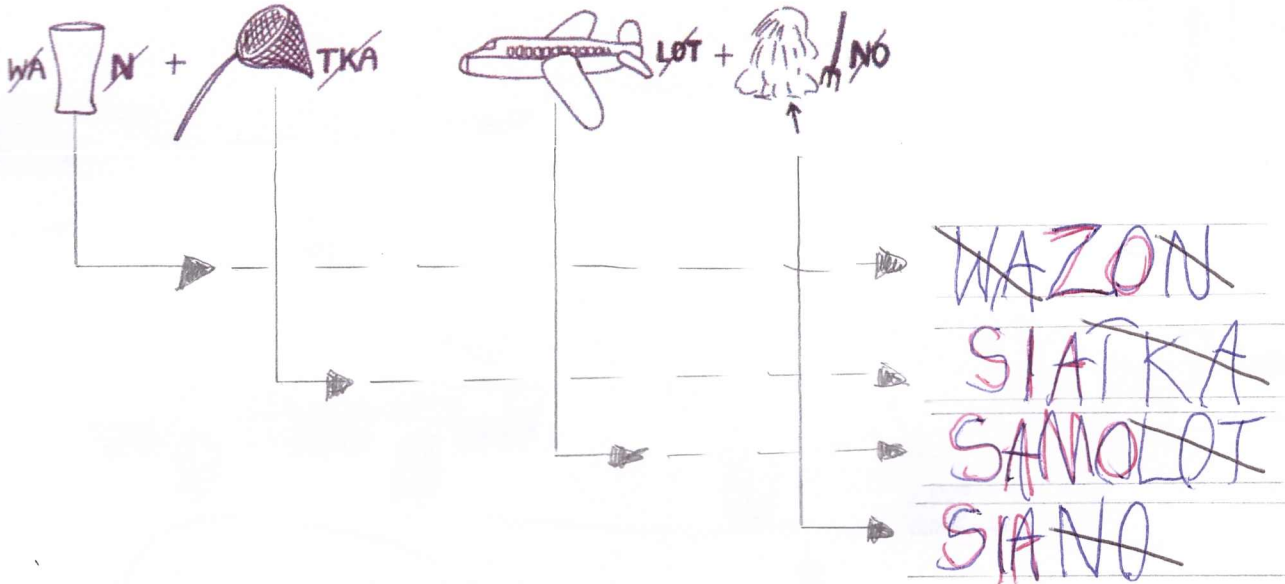 WA N + TKA LOT + NO
WAZON
SIATKA
SAMOLOT
SIANO